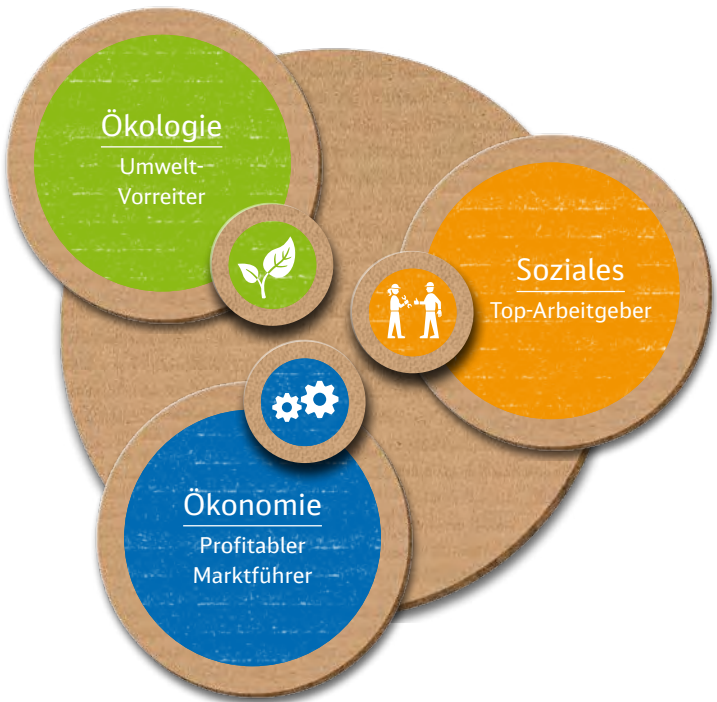 Ökologie
Umwelt-
Vorreiter
Soziales
Top-Arbeitgeber
Ökonomie
Profitabler
Marktführer